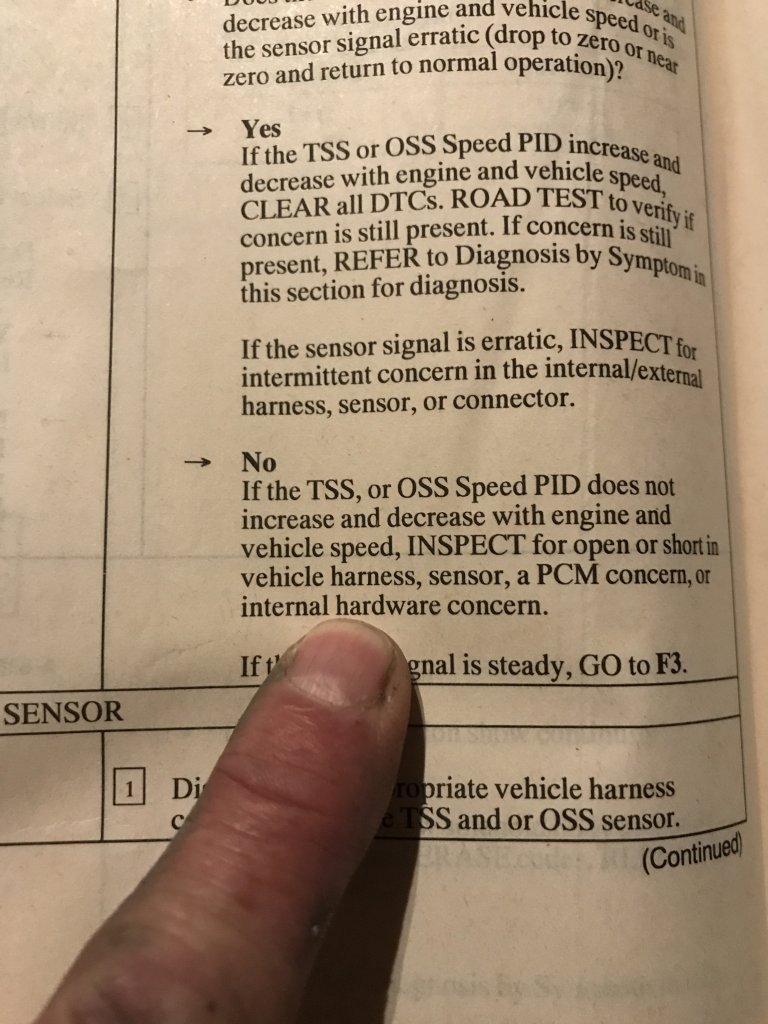 decrease with engine and vehicle speed or is
the sensor signal erratic (drop to zero or near
zero and return to normal operation)?
→ Yes
If the TSS or OSS Speed PID increase and
decrease with engine and vehicle speed,
CLEAR all DTCs. ROAD TEST to verify if
concern is still present. If concern is still
present, REFER to Diagnosis by Symptom in
this section for diagnosis.
If the sensor signal is erratic, INSPECT for
intermittent concern in the internal/external
harness, sensor, or connector.
→ No
If the TSS, or OSS Speed PID does not
increase and decrease with engine and
vehicle speed, INSPECT for open or short in
vehicle harness, sensor, a PCM concern, or
internal hardware concern.
If is steady, GO to F3.
SENSOR
1 vehicle harness
TSS and or OSS sensor.
(Continued)